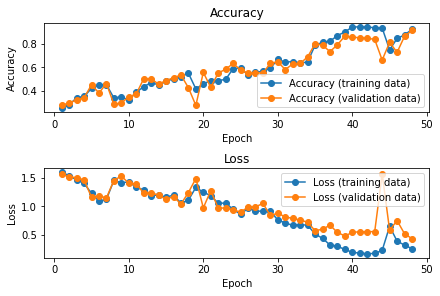 Accuracy
0.8
0.6
0.4
Accuracy
Accuracy (training data)
Accuracy (validation data)
0 10 20 30 40 50
Epoch
Loss
1.5
1.0
0.5
Loss
Loss (training data)
Loss (validation data)
0 10 20 30 40 50
Epoch